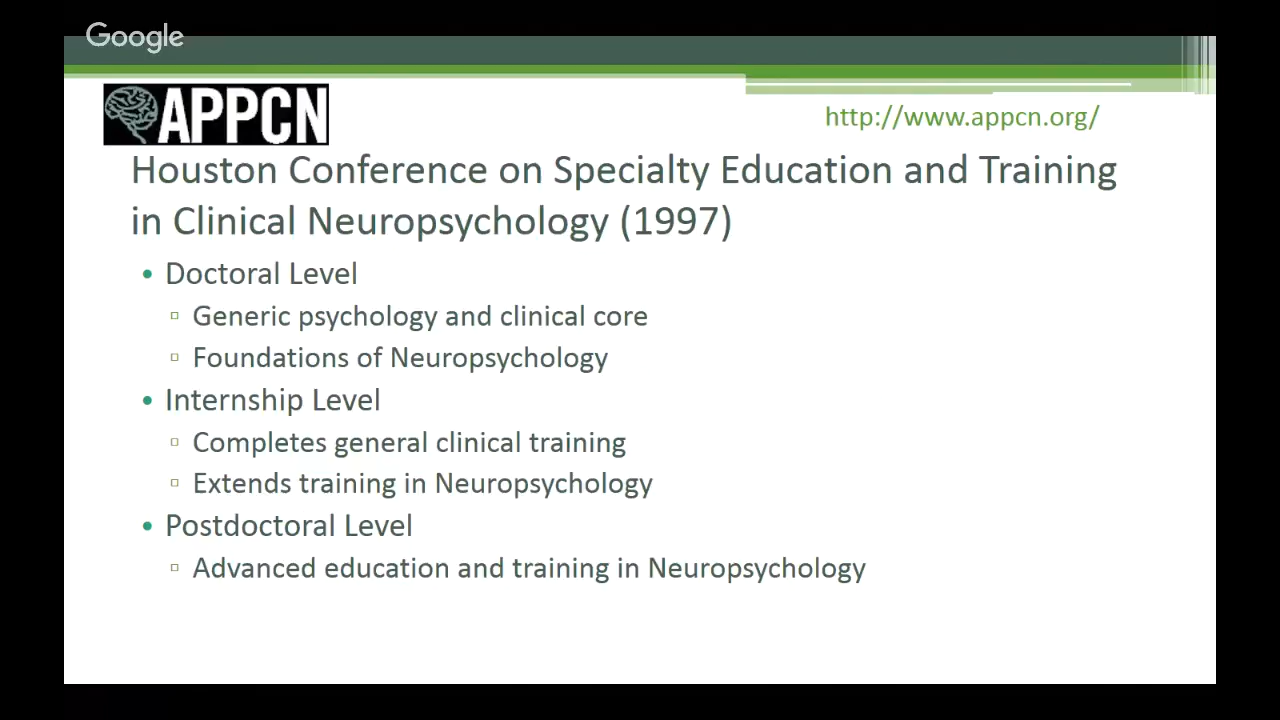 Google
APPCN
http://www.appcn.org/
Houston Conference on Specialty Education and Training
in Clinical Neuropsychology (1997)
• Doctoral Level
▫ Generic psychology and clinical core
▫ Foundations of Neuropsychology
• Internship Level
▫ Completes general clinical training
▫ Extends training in Neuropsychology
• Postdoctoral Level
▫ Advanced education and training in Neuropsychology